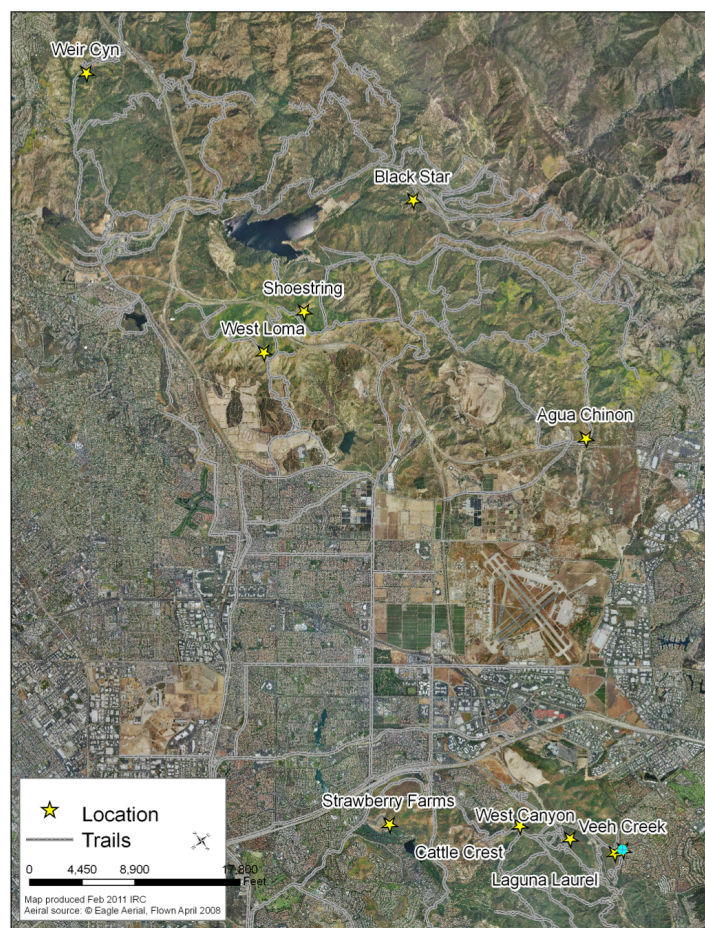 Weir Cyn
Black Star
Shoestring
West Loma
Agua Chinon
Strawberry Farms
West Canyon
Veeh Creek
Cattle Crest
Laguna Laurel
Location
Trails
0 4,450 8,900 17,800
Feet
Map produced Feb 2011 IRC
Aeiral source: © Eagle Aerial, Flown April 2008